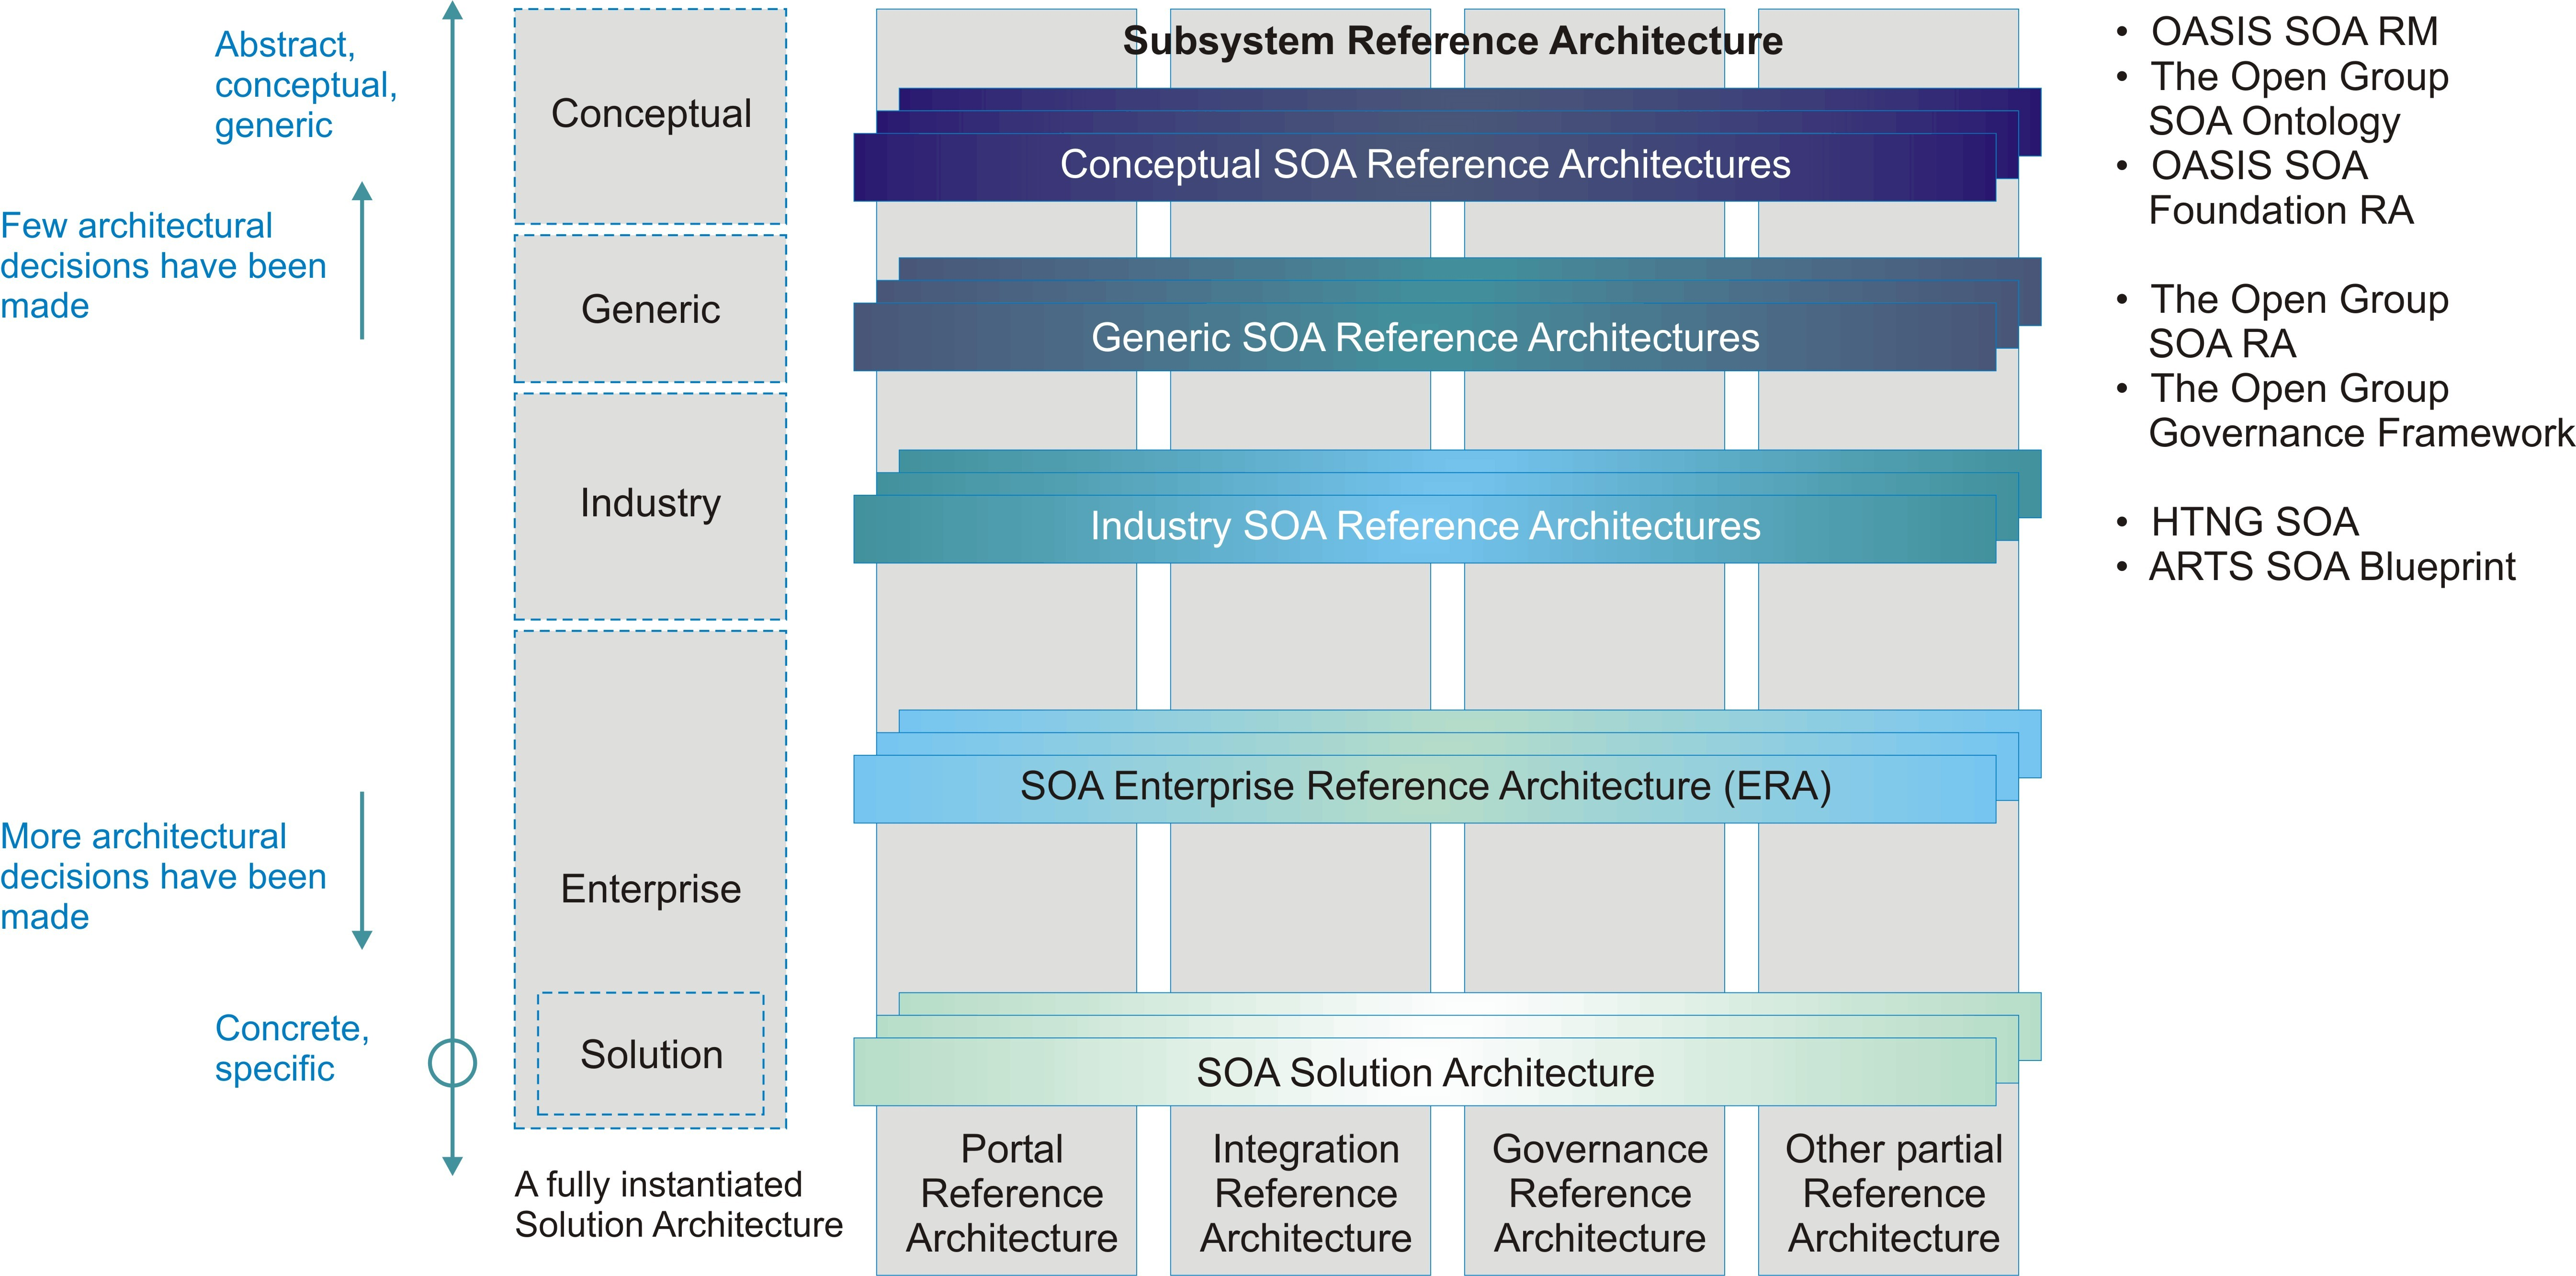 Abstract,
conceptual,
generic
Few architectural
decisions have been
made
More architectural
decisions have been
made
Concrete,
specific
Conceptual
Generic
Industry
Enterprise
Solution
A fully instantiated
Solution Architecture
Subsystem Reference Architecture
Conceptual SOA Reference Architectures
Generic SOA Reference Architectures
Industry SOA Reference Architectures
SOA Enterprise Reference Architecture (ERA)
SOA Solution Architecture
Portal
Reference
Architecture
Integration
Reference
Architecture
Governance
Reference
Architecture
Other partial
Reference
Architecture
• OASIS SOA RM
• The Open Group
SOA Ontology
• OASIS SOA
Foundation RA
• The Open Group
SOA RA
• The Open Group
Governance Framework
• HTNG SOA
• ARTS SOA Blueprint